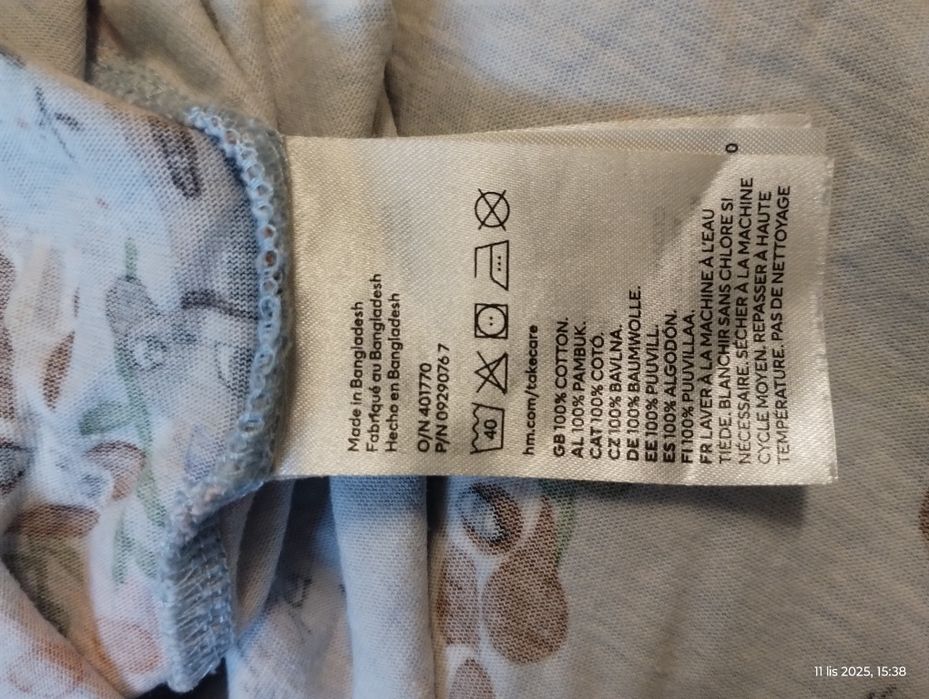 Made in Bangladesh
Fabriqué au Bangladesh
Hecho en Bangladesh
O/N 401770
P/N 0929076 7
40
hm.com/takecare
GB 100% COTTON.
AL 100% PAMBUK.
CAT 100% COTÓ.
CZ 100% BAVLNA.
DE 100% BAUMWOLLE.
EE 100% PUUVILL.
ES 100% ALGODÓN.
FI 100% PUUVILLAA.
FR LAVER À LA MACHINE À L'EAU
TIÈDE. BLANCHIR SANS CHLORE SI
NÉCESSAIRE. SÉCHER À LA MACHINE
CYCLE MOYEN. REPASSER À HAUTE
TEMPÉRATURE. PAS DE NETTOYAGE
0
11 lis 2025, 15:38